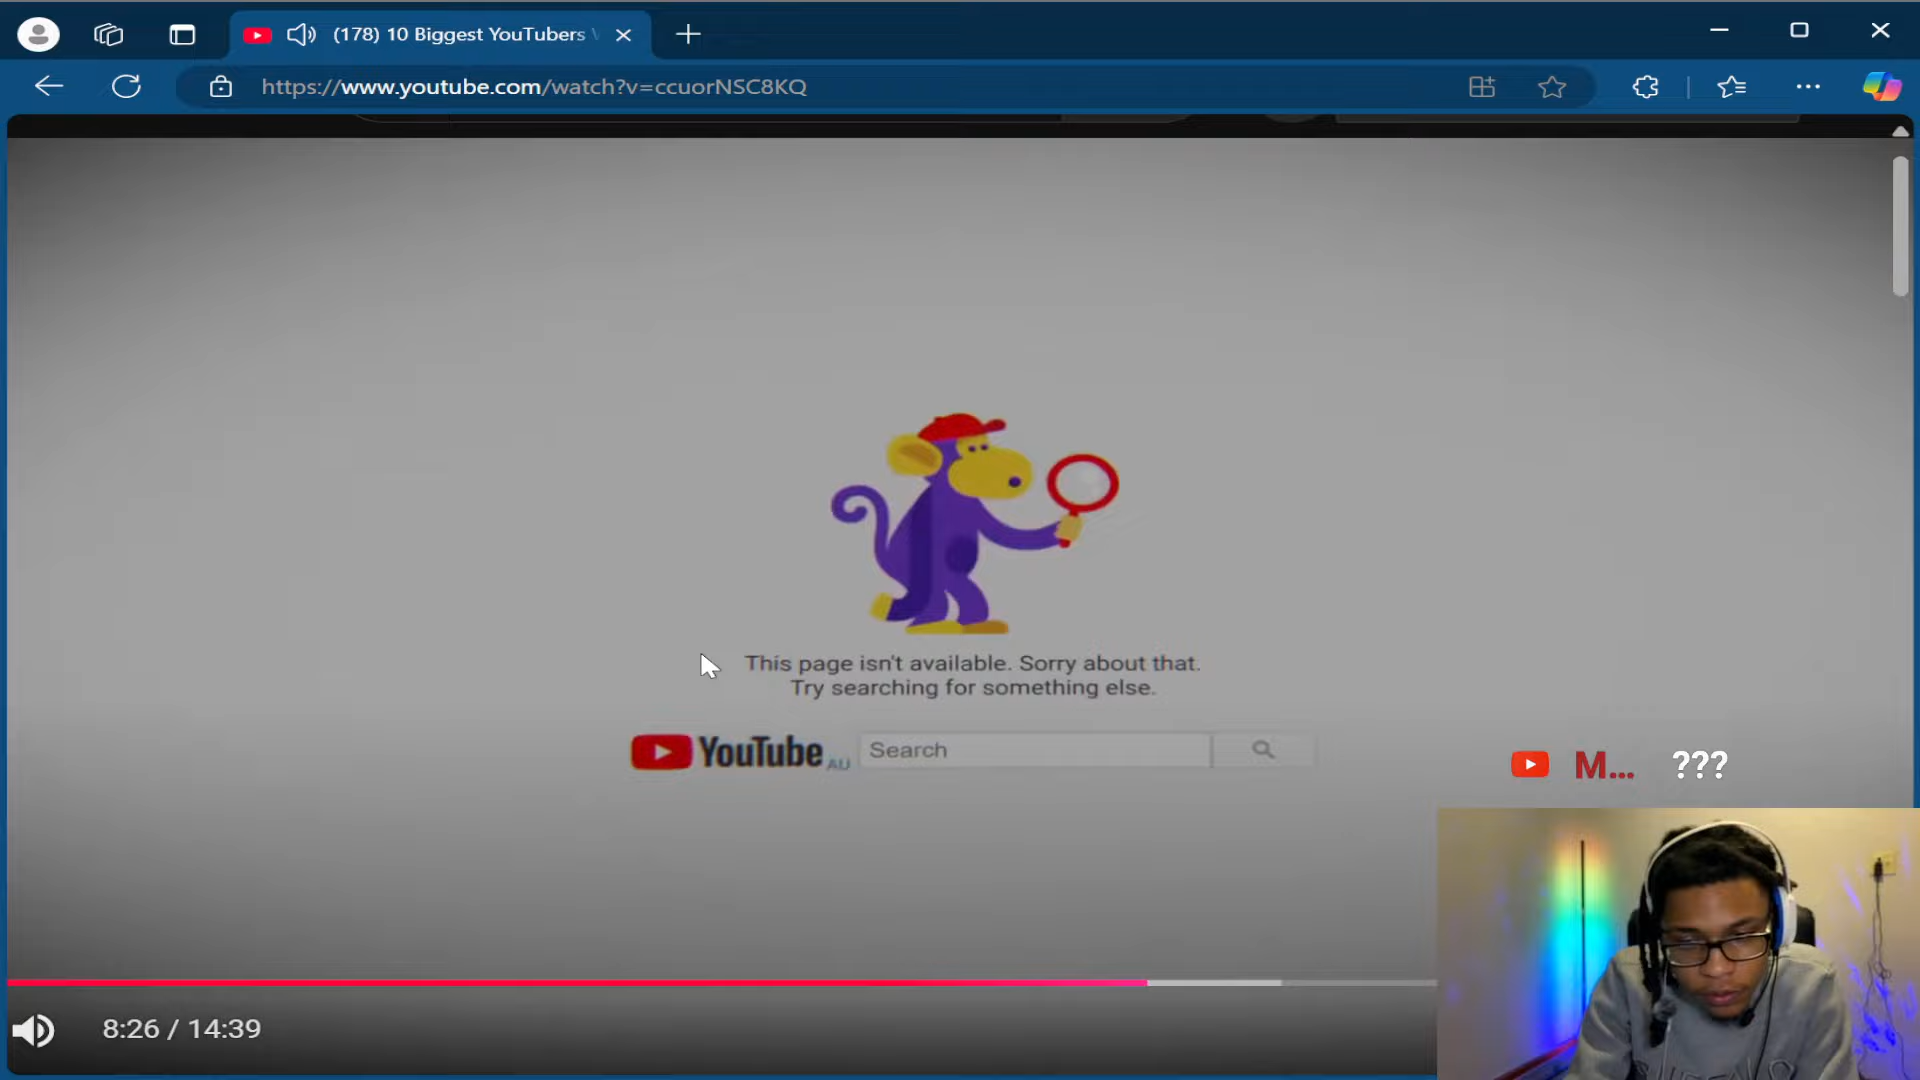 (178) 10 Biggest YouTubers
https://www.youtube.com/watch?v=ccuorNSC8KQ
This page isn't available. Sorry about that.
Try searching for something else.
YouTube AU
Search
M... ???
8:26 / 14:39